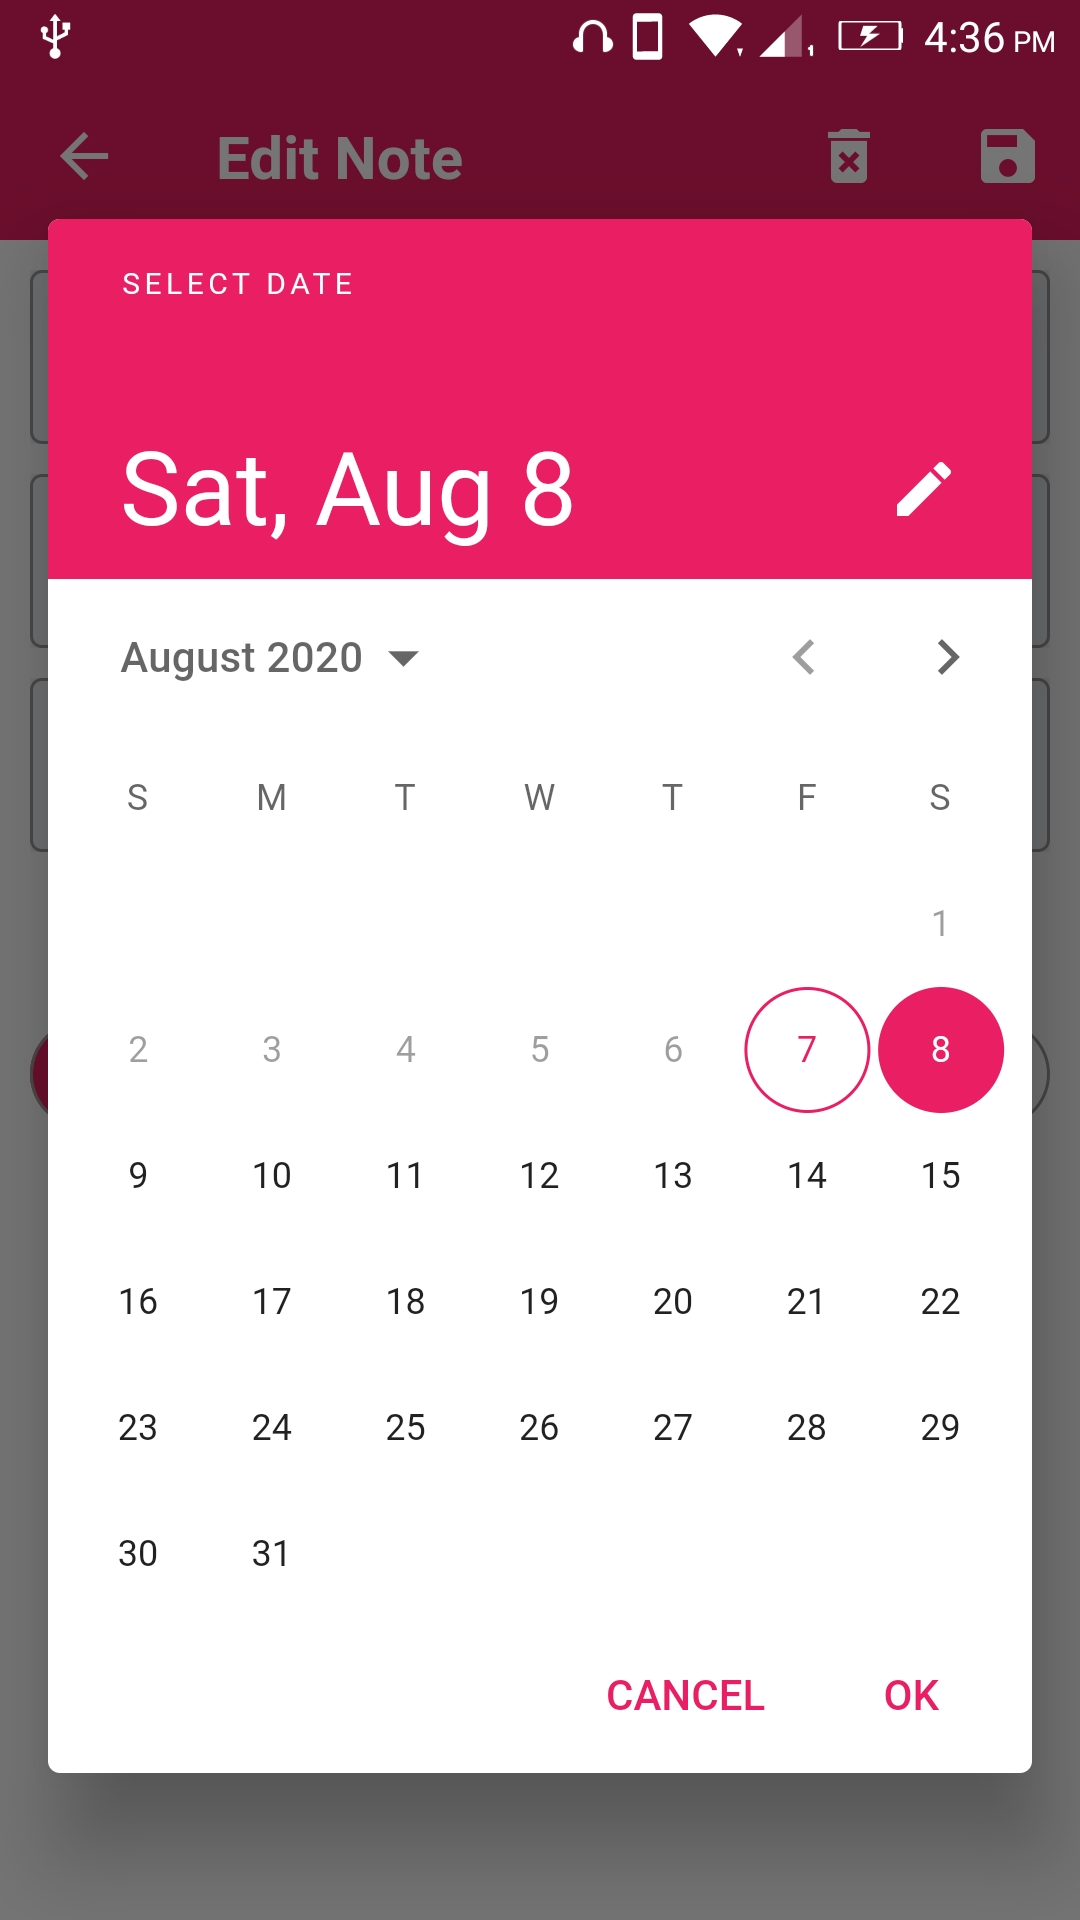 4:36 PM
Edit Note
SELECT DATE
Sat, Aug 8
August 2020
S M T W T F S
1
2 3 4 5 6 7 8
9 10 11 12 13 14 15
16 17 18 19 20 21 22
23 24 25 26 27 28 29
30 31
CANCEL OK